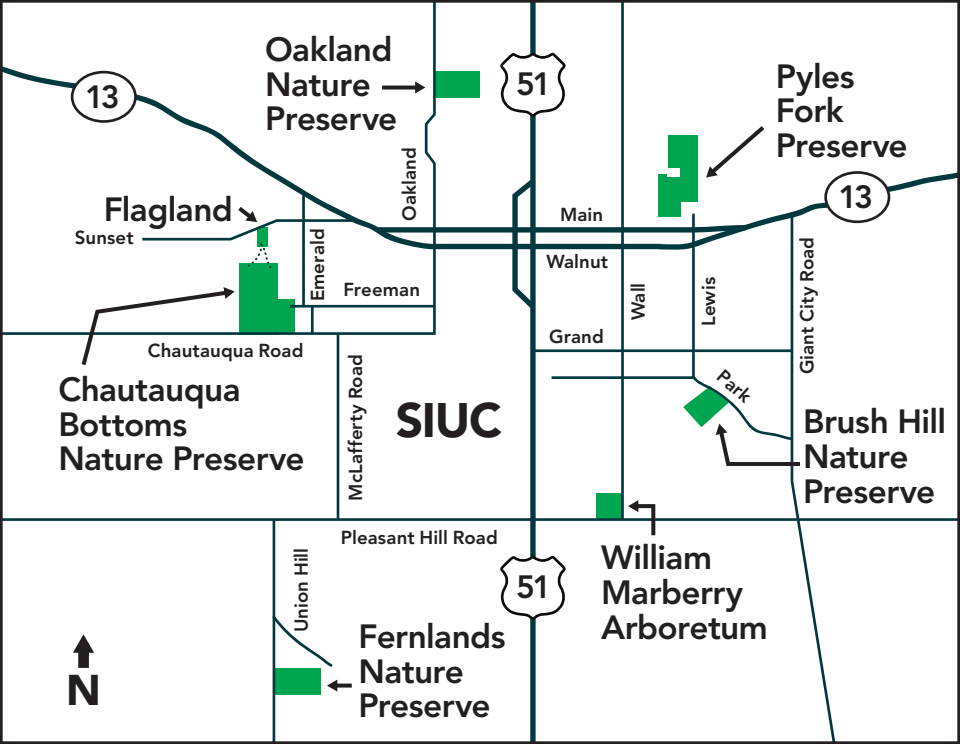 Oakland
Nature
Preserve
51
13
Pyles
Fork
Preserve
13
Oakland
Flagland
Sunset
Main
Walnut
Emerald
Freeman
Wall
Lewis
Giant City Road
Grand
Chautauqua Road
Chautauqua
Bottoms
Nature Preserve
McLafferty Road
SIUC
Park
Brush Hill
Nature
Preserve
Pleasant Hill Road
William
Marberry
Arboretum
51
Union Hill
Fernlands
Nature
Preserve
N